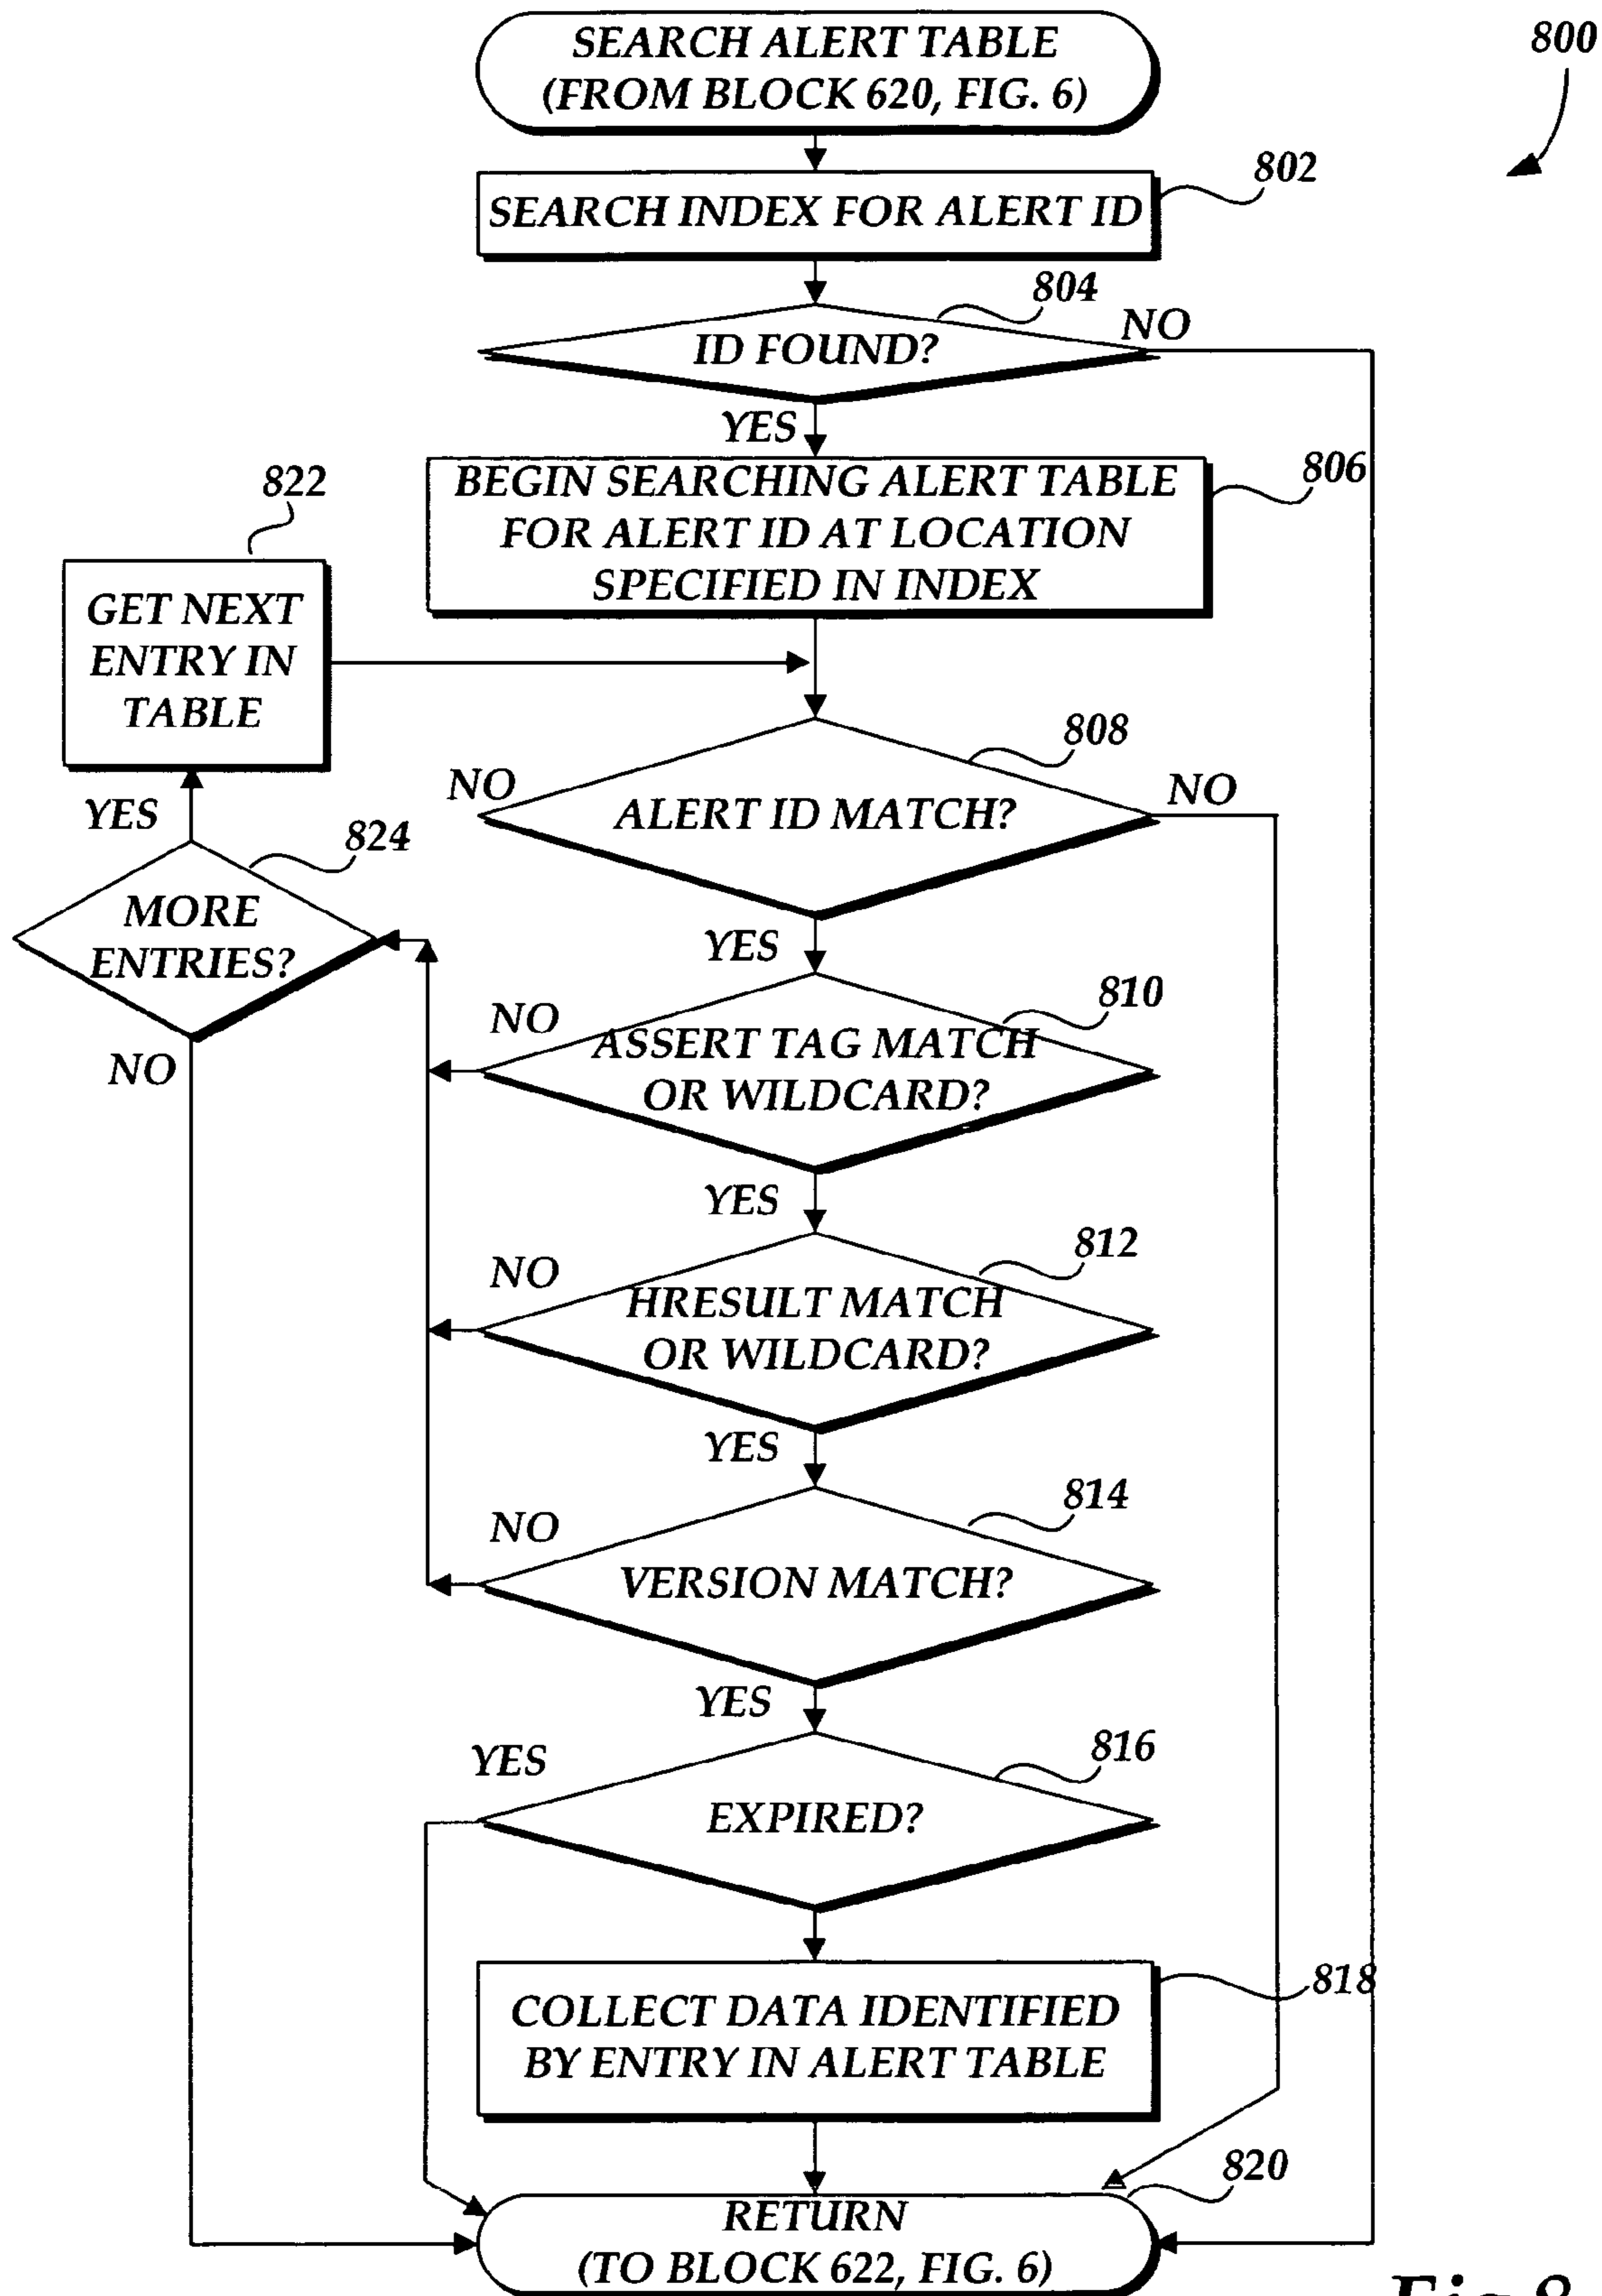 SEARCH ALERT TABLE
(FROM BLOCK 620, FIG. 6)
800
802
SEARCH INDEX FOR ALERT ID
804
NO
ID FOUND?
YES
822
806
BEGIN SEARCHING ALERT TABLE
FOR ALERT ID AT LOCATION
SPECIFIED IN INDEX
GET NEXT
ENTRY IN
TABLE
808
NO
NO
ALERT ID MATCH?
YES
824
MORE
ENTRIES?
YES
810
NO
ASSERT TAG MATCH
OR WILDCARD?
NO
YES
812
NO
HRESULT MATCH
OR WILDCARD?
YES
814
NO
VERSION MATCH?
YES
816
YES
EXPIRED?
818
COLLECT DATA IDENTIFIED
BY ENTRY IN ALERT TABLE
820
RETURN
(TO BLOCK 622, FIG. 6)
Fig. 8